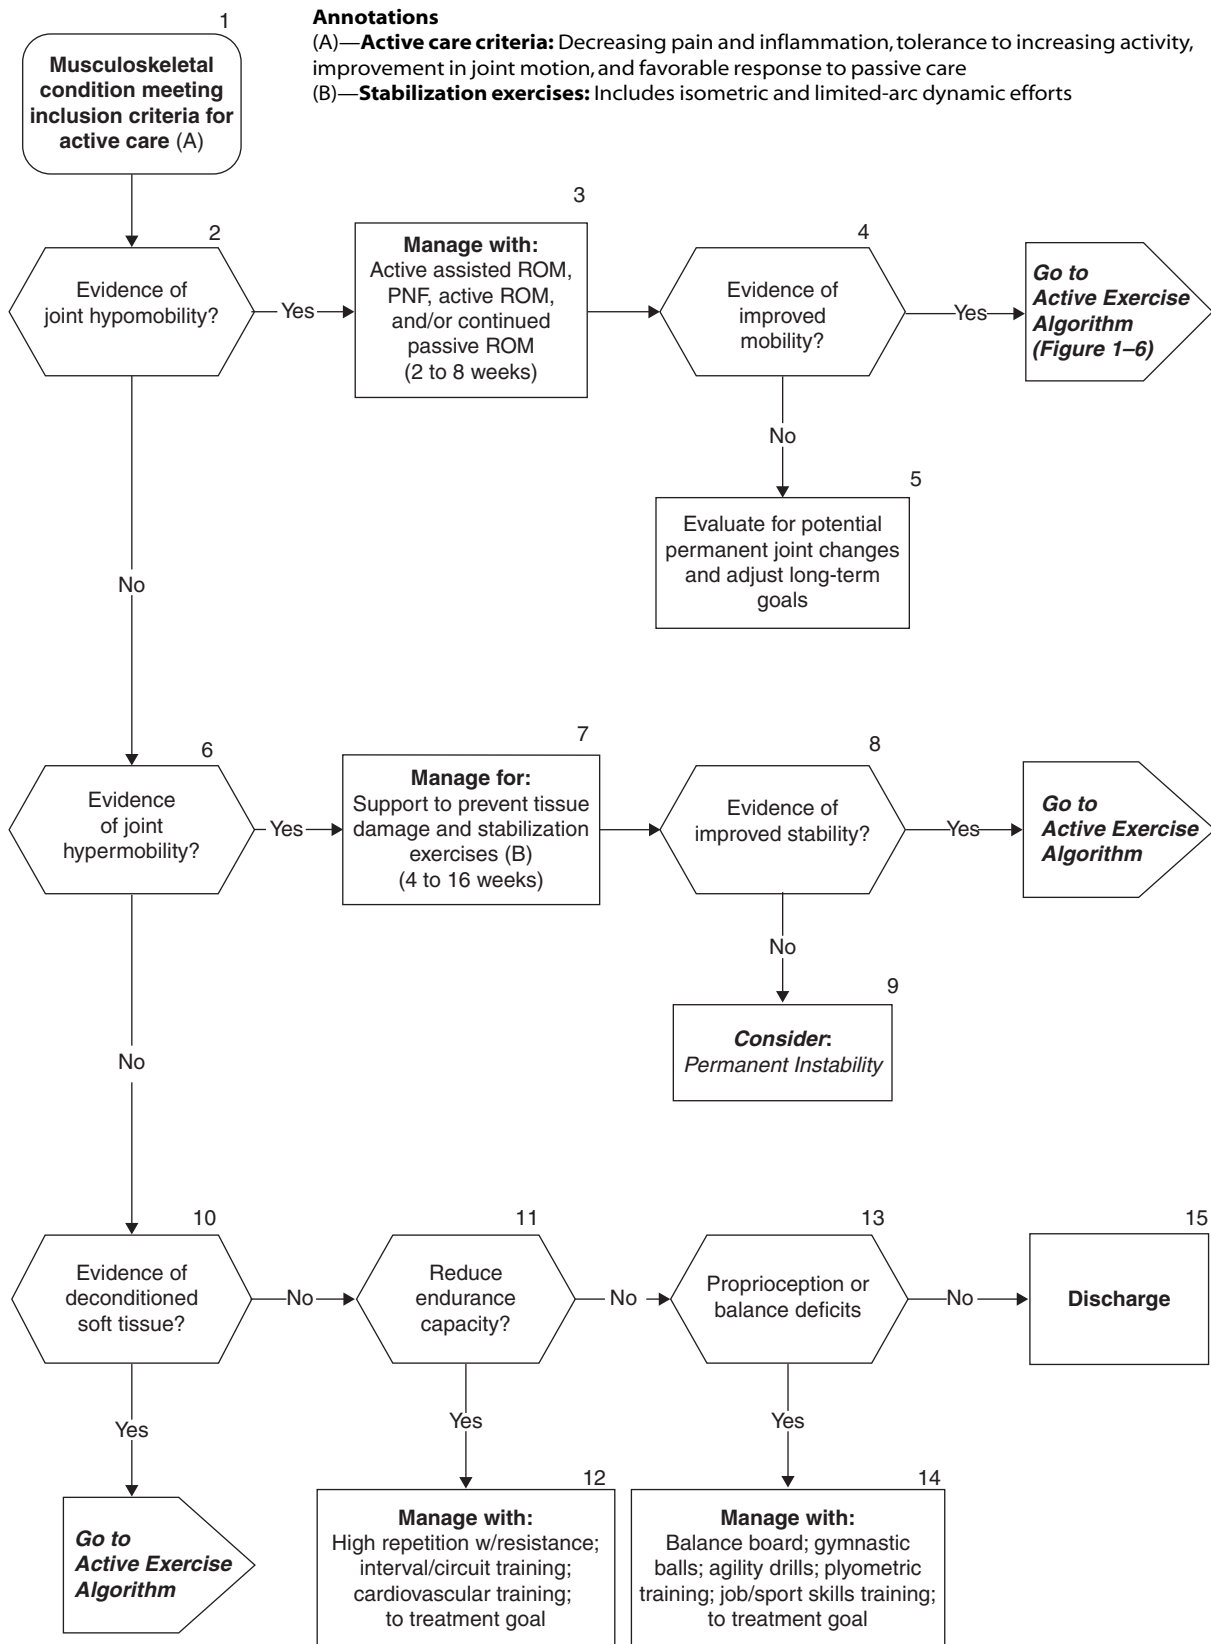 Annotations
(A)—Active care criteria: Decreasing pain and inflammation, tolerance to increasing activity,
improvement in joint motion, and favorable response to passive care
(B)—Stabilization exercises: Includes isometric and limited-arc dynamic efforts
1
Musculoskeletal
condition meeting
inclusion criteria for
active care (A)
2
Evidence of
joint hypomobility?
Yes
3
Manage with:
Active assisted ROM,
PNF, active ROM,
and/or continued
passive ROM
(2 to 8 weeks)
4
Evidence of
improved
mobility?
Yes
Go to
Active Exercise
Algorithm
(Figure 1–6)
No
5
Evaluate for potential
permanent joint changes
and adjust long-term
goals
No
6
Evidence
of joint
hypermobility?
Yes
7
Manage for:
Support to prevent tissue
damage and stabilization
exercises (B)
(4 to 16 weeks)
8
Evidence of
improved stability?
Yes
Go to
Active Exercise
Algorithm
No
9
Consider:
Permanent Instability
No
10
Evidence of
deconditioned
soft tissue?
No
11
Reduce
endurance
capacity?
No
13
Proprioception or
balance deficits
No
15
Discharge
Yes
Go to
Active Exercise
Algorithm
Yes
12
Manage with:
High repetition w/resistance;
interval/circuit training;
cardiovascular training;
to treatment goal
Yes
14
Manage with:
Balance board; gymnastic
balls; agility drills; plyometric
training; job/sport skills training;
to treatment goal